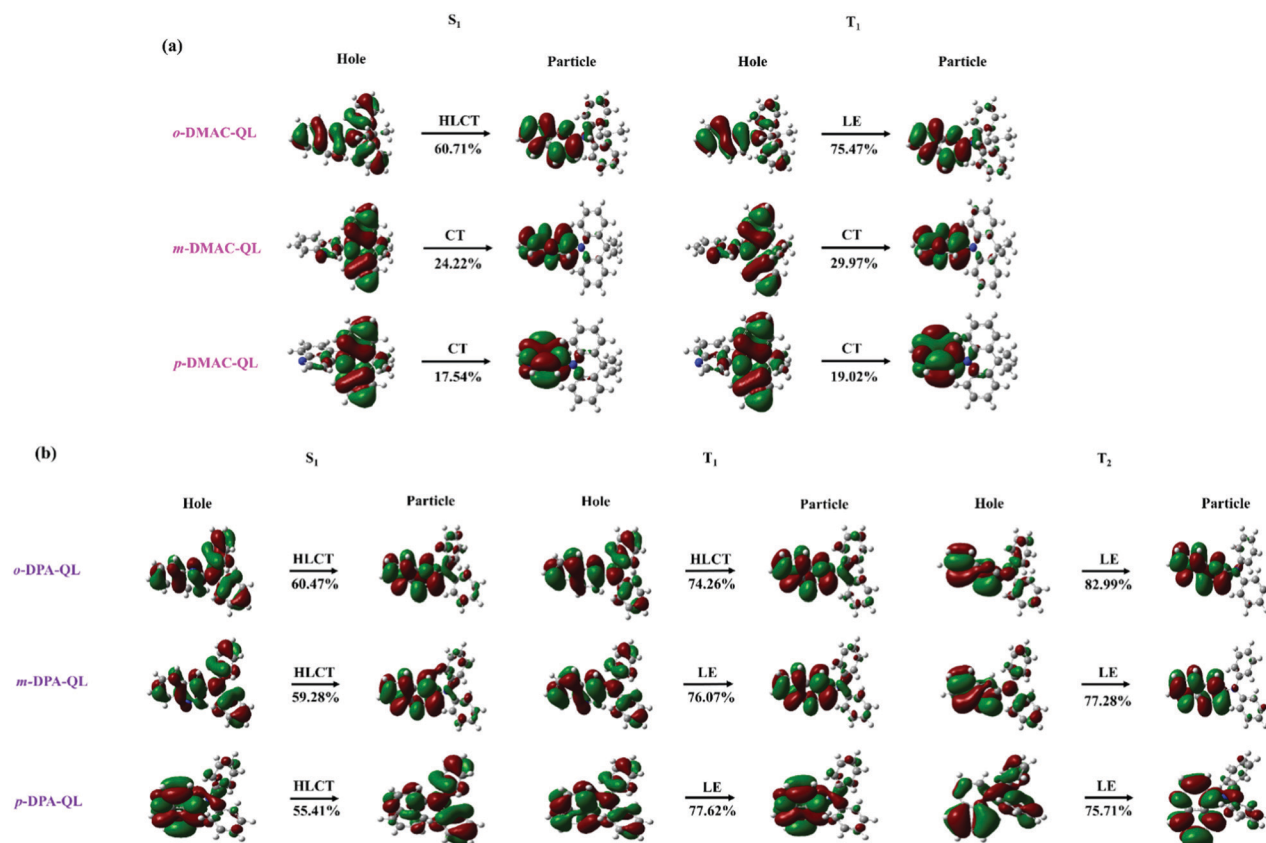 (a)
S1 T1
Hole Particle Hole Particle
o-DMAC-QL HLCT 60.71% LE 75.47%
m-DMAC-QL CT 24.22% CT 29.97%
p-DMAC-QL CT 17.54% CT 19.02%
(b)
S1 T1 T2
Hole Particle Hole Particle Hole Particle
o-DPA-QL HLCT 60.47% HLCT 74.26% LE 82.99%
m-DPA-QL HLCT 59.28% LE 76.07% LE 77.28%
p-DPA-QL HLCT 55.41% LE 77.62% LE 75.71%